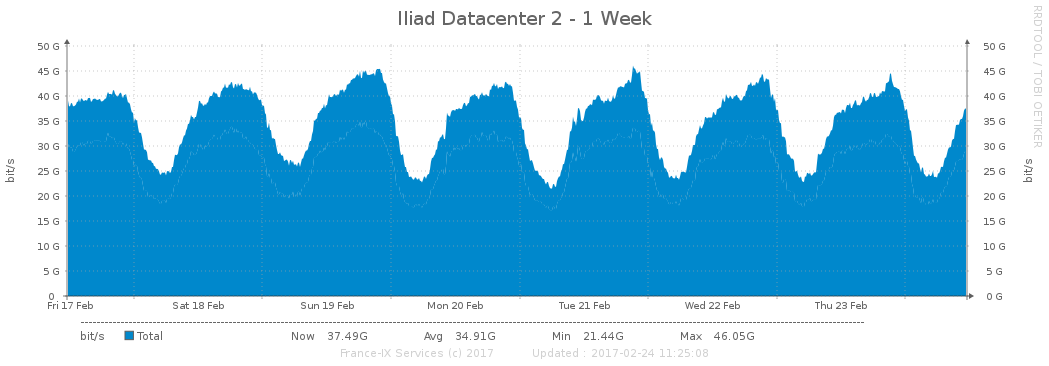 Iliad Datacenter 2 - 1 Week
RRDTOOL / TOBI OETIKER
bit/s
50 G 50 G
45 G 45 G
40 G 40 G
35 G 35 G
30 G 30 G
25 G 25 G
20 G 20 G
15 G 15 G
10 G 10 G
5 G 5 G
0 0 G
bit/s
Fri 17 Feb Sat 18 Feb Sun 19 Feb Mon 20 Feb Tue 21 Feb Wed 22 Feb Thu 23 Feb
bit/s Total Now 37.49G Avg 34.91G Min 21.44G Max 46.05G
France-IX Services (c) 2017 Updated : 2017-02-24 11:25:08